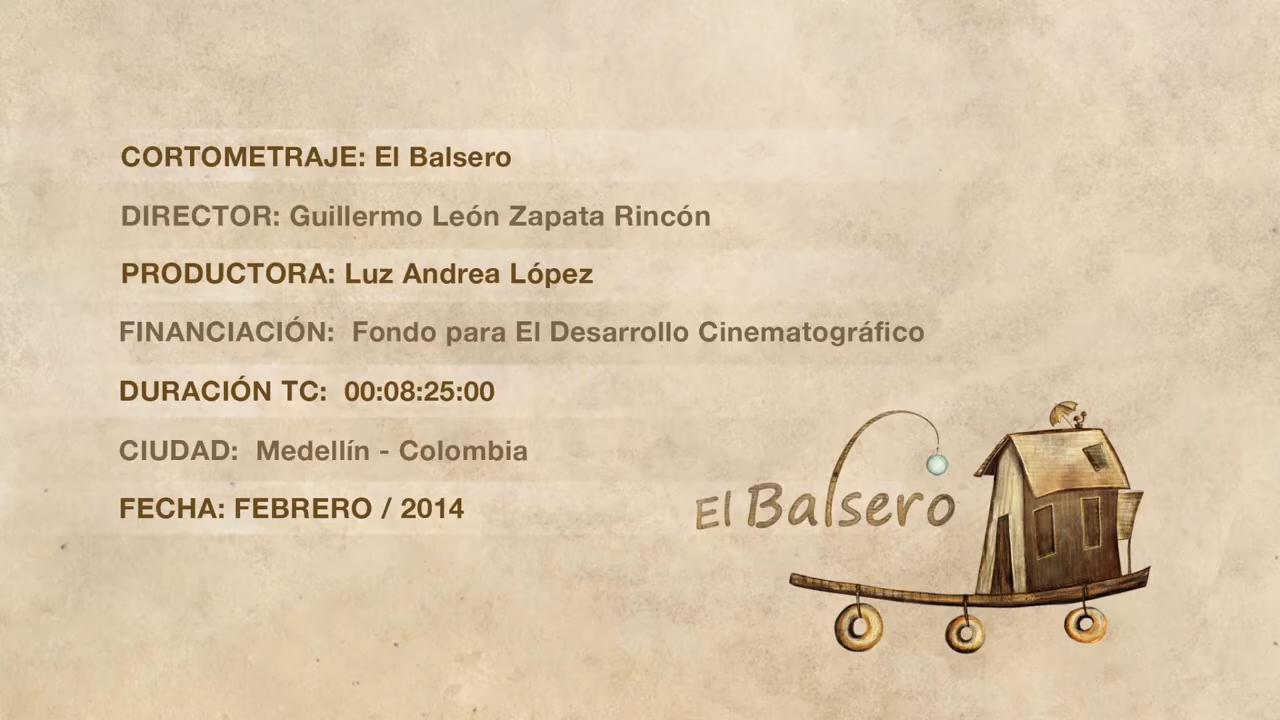 CORTOMETRAJE: El Balsero
DIRECTOR: Guillermo León Zapata Rincón
PRODUCTORA: Luz Andrea López
FINANCIACIÓN: Fondo para El Desarrollo Cinematográfico
DURACIÓN TC: 00:08:25:00
CIUDAD: Medellín - Colombia
FECHA: FEBRERO / 2014
El Balsero